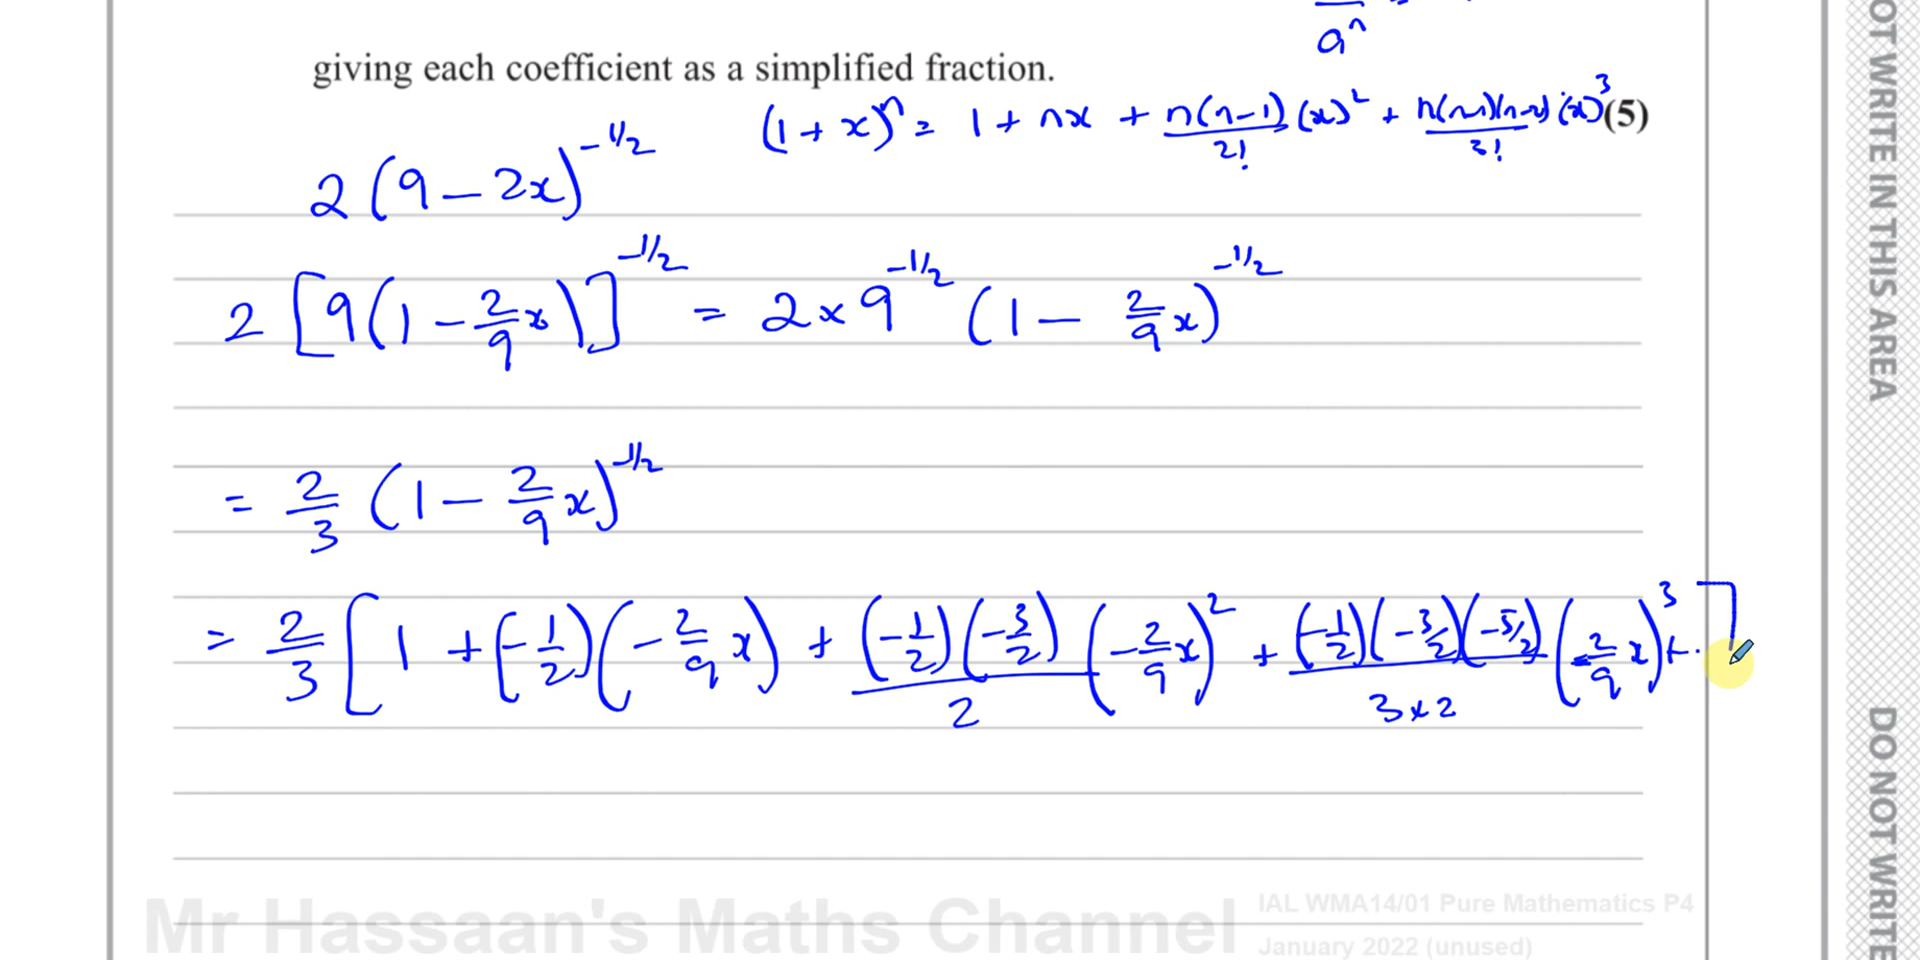 aⁿ
giving each coefficient as a simplified fraction.
(1 + x)ⁿ = 1 + nx + n(n-1)/2! (x)² + n(n-1)(n-2)/3! (x)³ (5)
2(9 - 2x)^(-1/2)
2[9(1 - 2/9 x)]^(-1/2) = 2 × 9^(-1/2) (1 - 2/9 x)^(-1/2)
= 2/3 (1 - 2/9 x)^(-1/2)
= 2/3 [1 + (-1/2)(-2/9 x) + (-1/2)(-3/2)/2 (-2/9 x)² + (-1/2)(-3/2)(-5/2)/3×2 (-2/9 x)³ + ..]
Mr Hassaan's Maths Channel
IAL WMA14/01 Pure Mathematics P4
January 2022 (unused)
OT WRITE IN THIS AREA
DO NOT WRITE